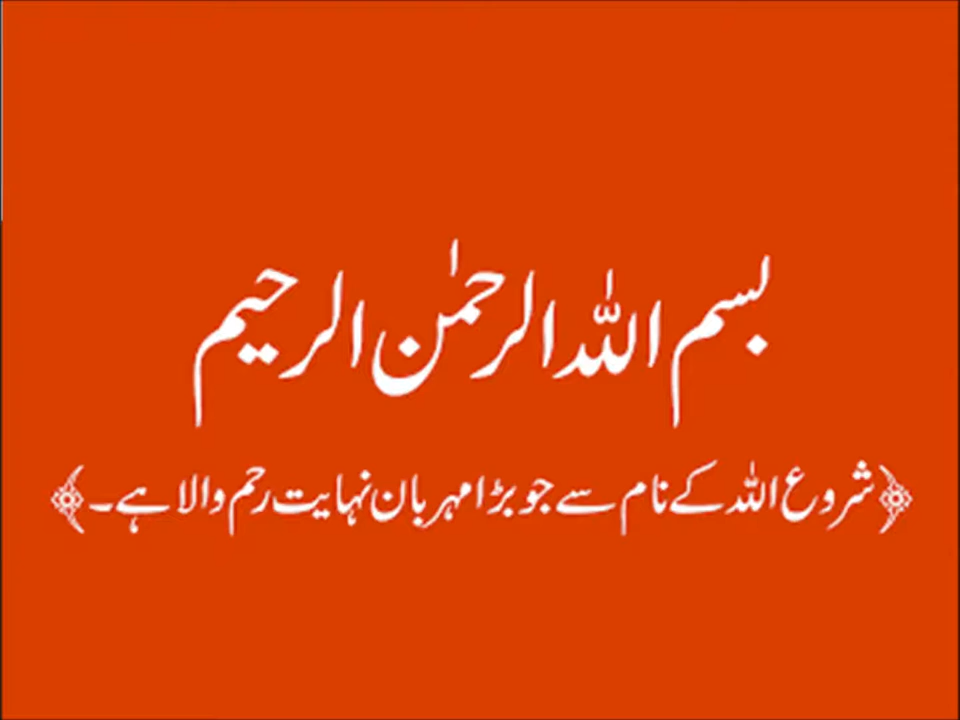 بسم اللہ الرحمٰن الرحیم
﴿شروع اللہ کے نام سے جو بڑا مہربان نہایت رحم والا ہے۔﴾